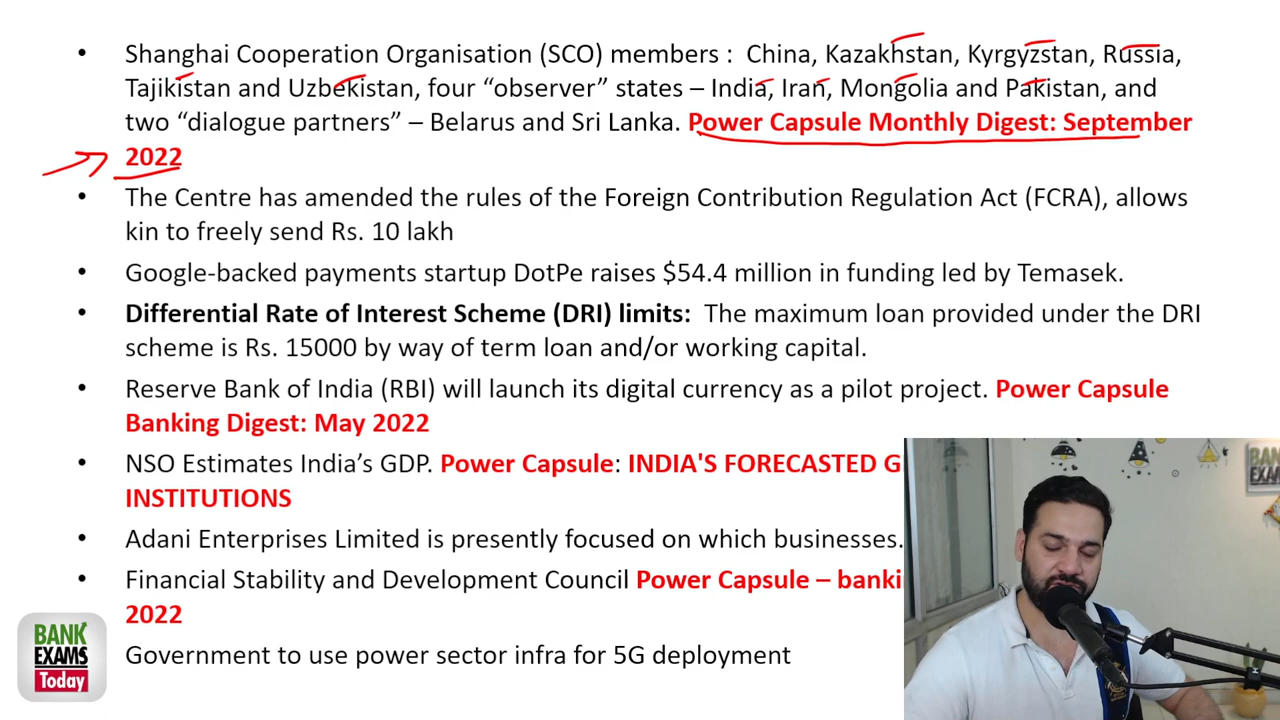 • Shanghai Cooperation Organisation (SCO) members : China, Kazakhstan, Kyrgyzstan, Russia,
Tajikistan and Uzbekistan, four “observer” states – India, Iran, Mongolia and Pakistan, and
two “dialogue partners” – Belarus and Sri Lanka. Power Capsule Monthly Digest: September
2022
• The Centre has amended the rules of the Foreign Contribution Regulation Act (FCRA), allows
kin to freely send Rs. 10 lakh
• Google-backed payments startup DotPe raises $54.4 million in funding led by Temasek.
• Differential Rate of Interest Scheme (DRI) limits: The maximum loan provided under the DRI
scheme is Rs. 15000 by way of term loan and/or working capital.
• Reserve Bank of India (RBI) will launch its digital currency as a pilot project. Power Capsule
Banking Digest: May 2022
• NSO Estimates India’s GDP. Power Capsule: INDIA'S FORECASTED G
INSTITUTIONS
• Adani Enterprises Limited is presently focused on which businesses.
• Financial Stability and Development Council Power Capsule – banki
2022
Government to use power sector infra for 5G deployment
BANK
EXAMS
Today
BANK
EXAM